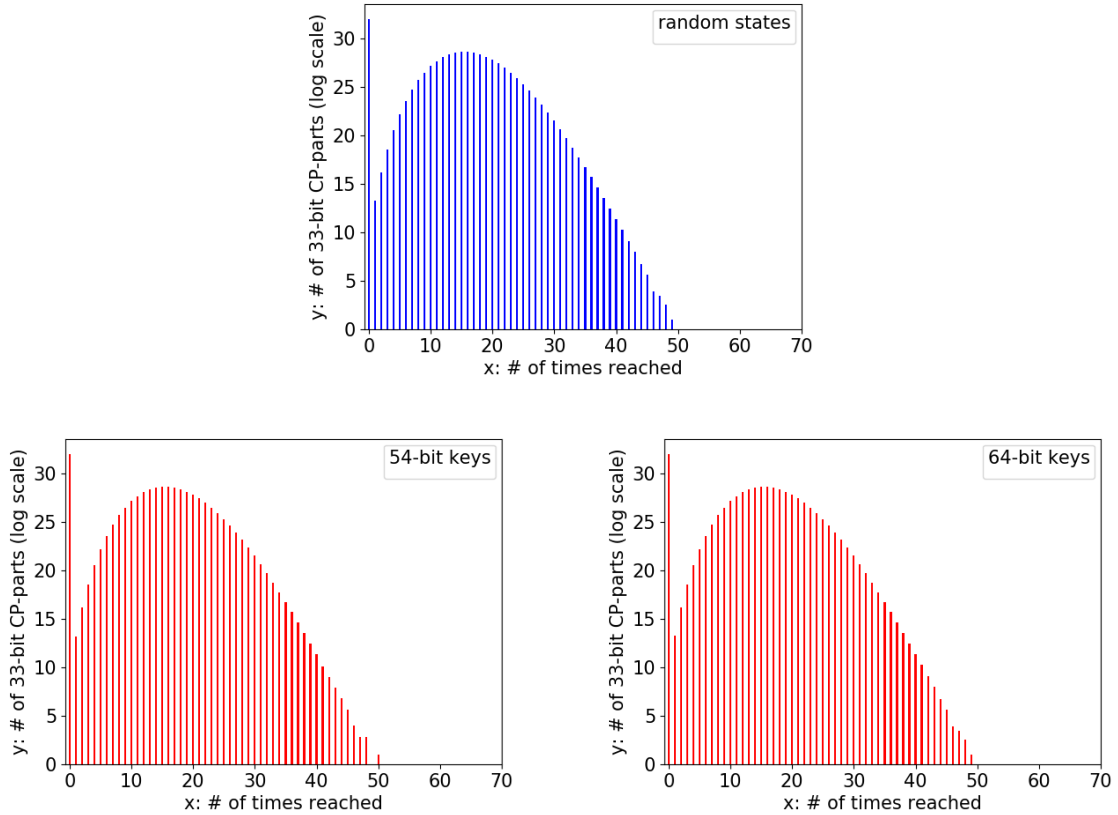 random states
y: # of 33-bit CP-parts (log scale)
30
25
20
15
10
5
0
0 10 20 30 40 50 60 70
x: # of times reached
54-bit keys
y: # of 33-bit CP-parts (log scale)
30
25
20
15
10
5
0
0 10 20 30 40 50 60 70
x: # of times reached
64-bit keys
y: # of 33-bit CP-parts (log scale)
30
25
20
15
10
5
0
0 10 20 30 40 50 60 70
x: # of times reached